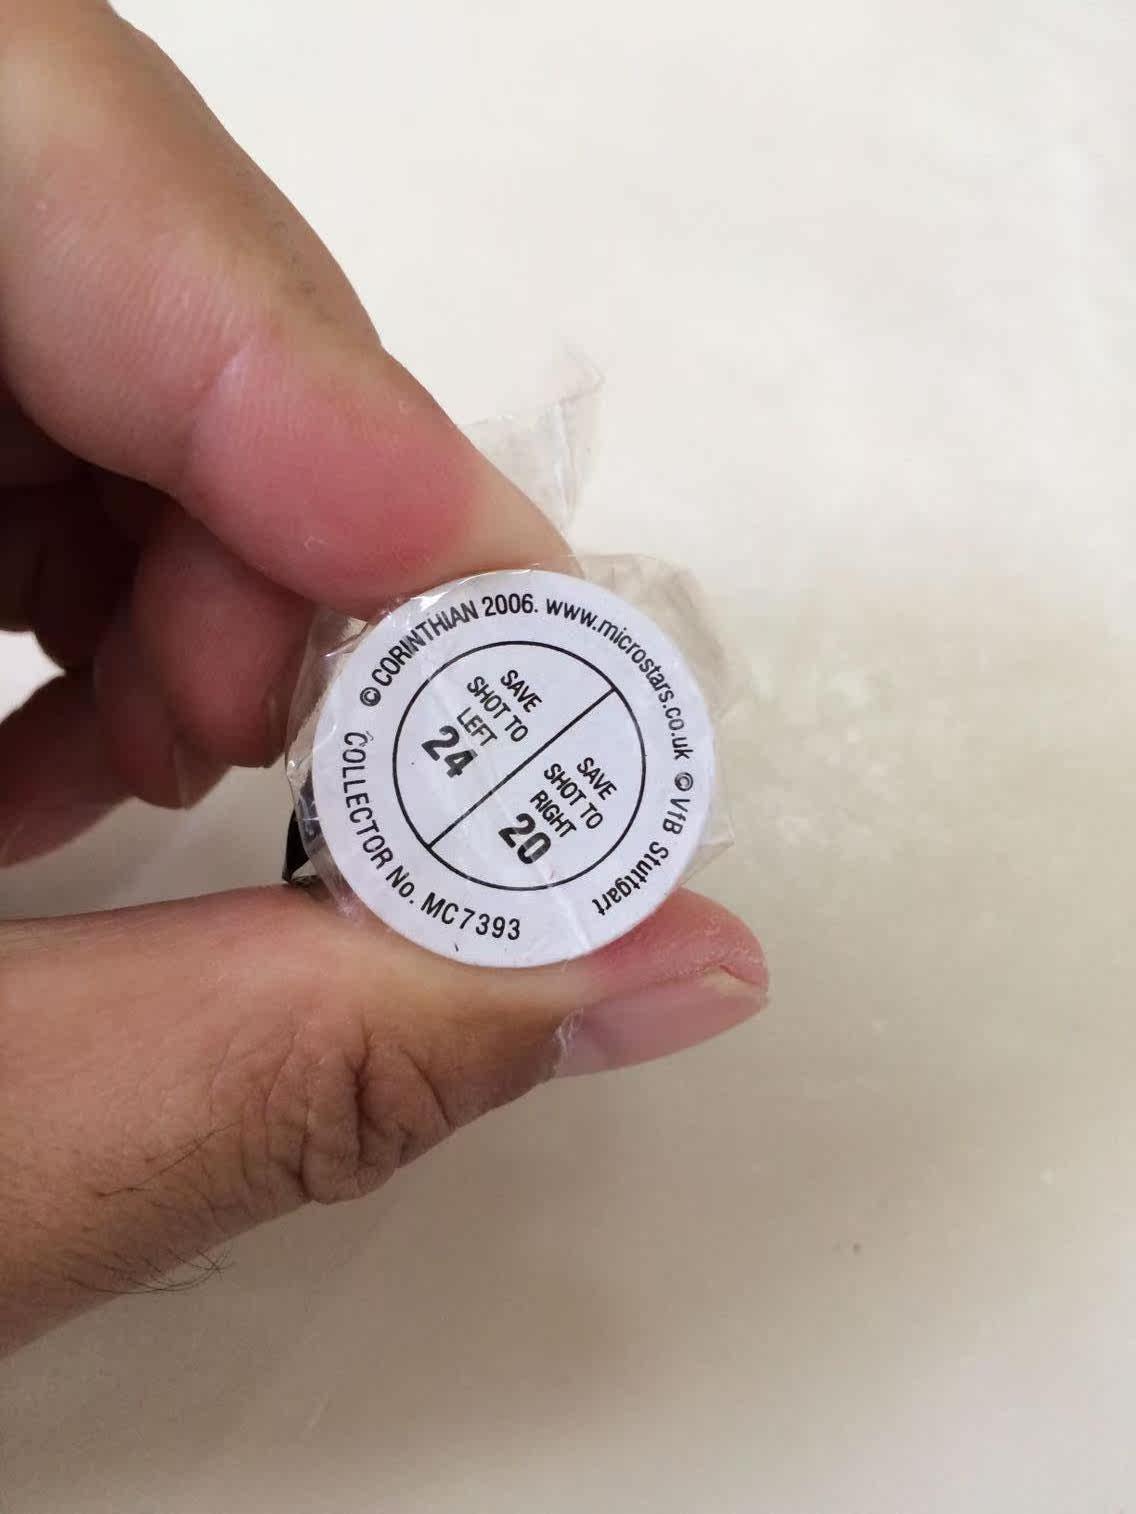 © CORINTHIAN 2006. www.microstars.co.uk © VfB Stuttgart
COLLECTOR No. MC7393
SAVE
SHOT TO
LEFT
24
SAVE
SHOT TO
RIGHT
20